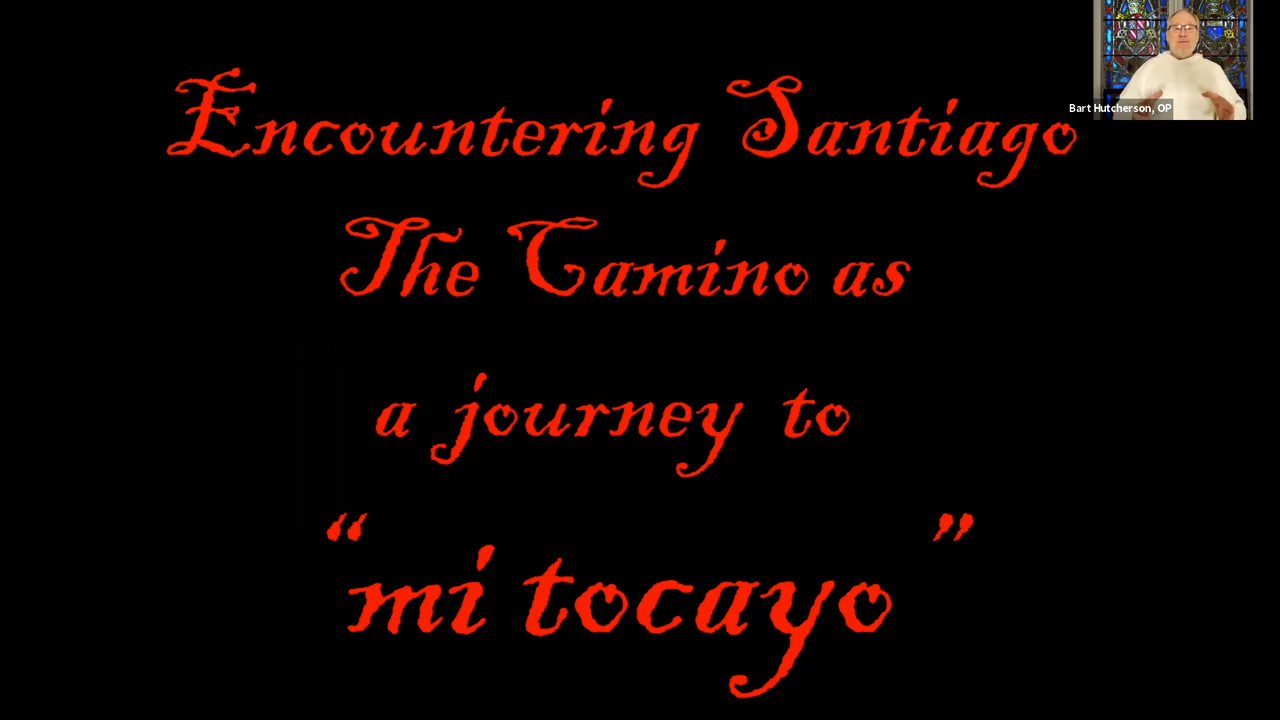 Encountering Santiago
Bart Hutcherson, OP
The Camino as
a journey to
“mi tocayo”